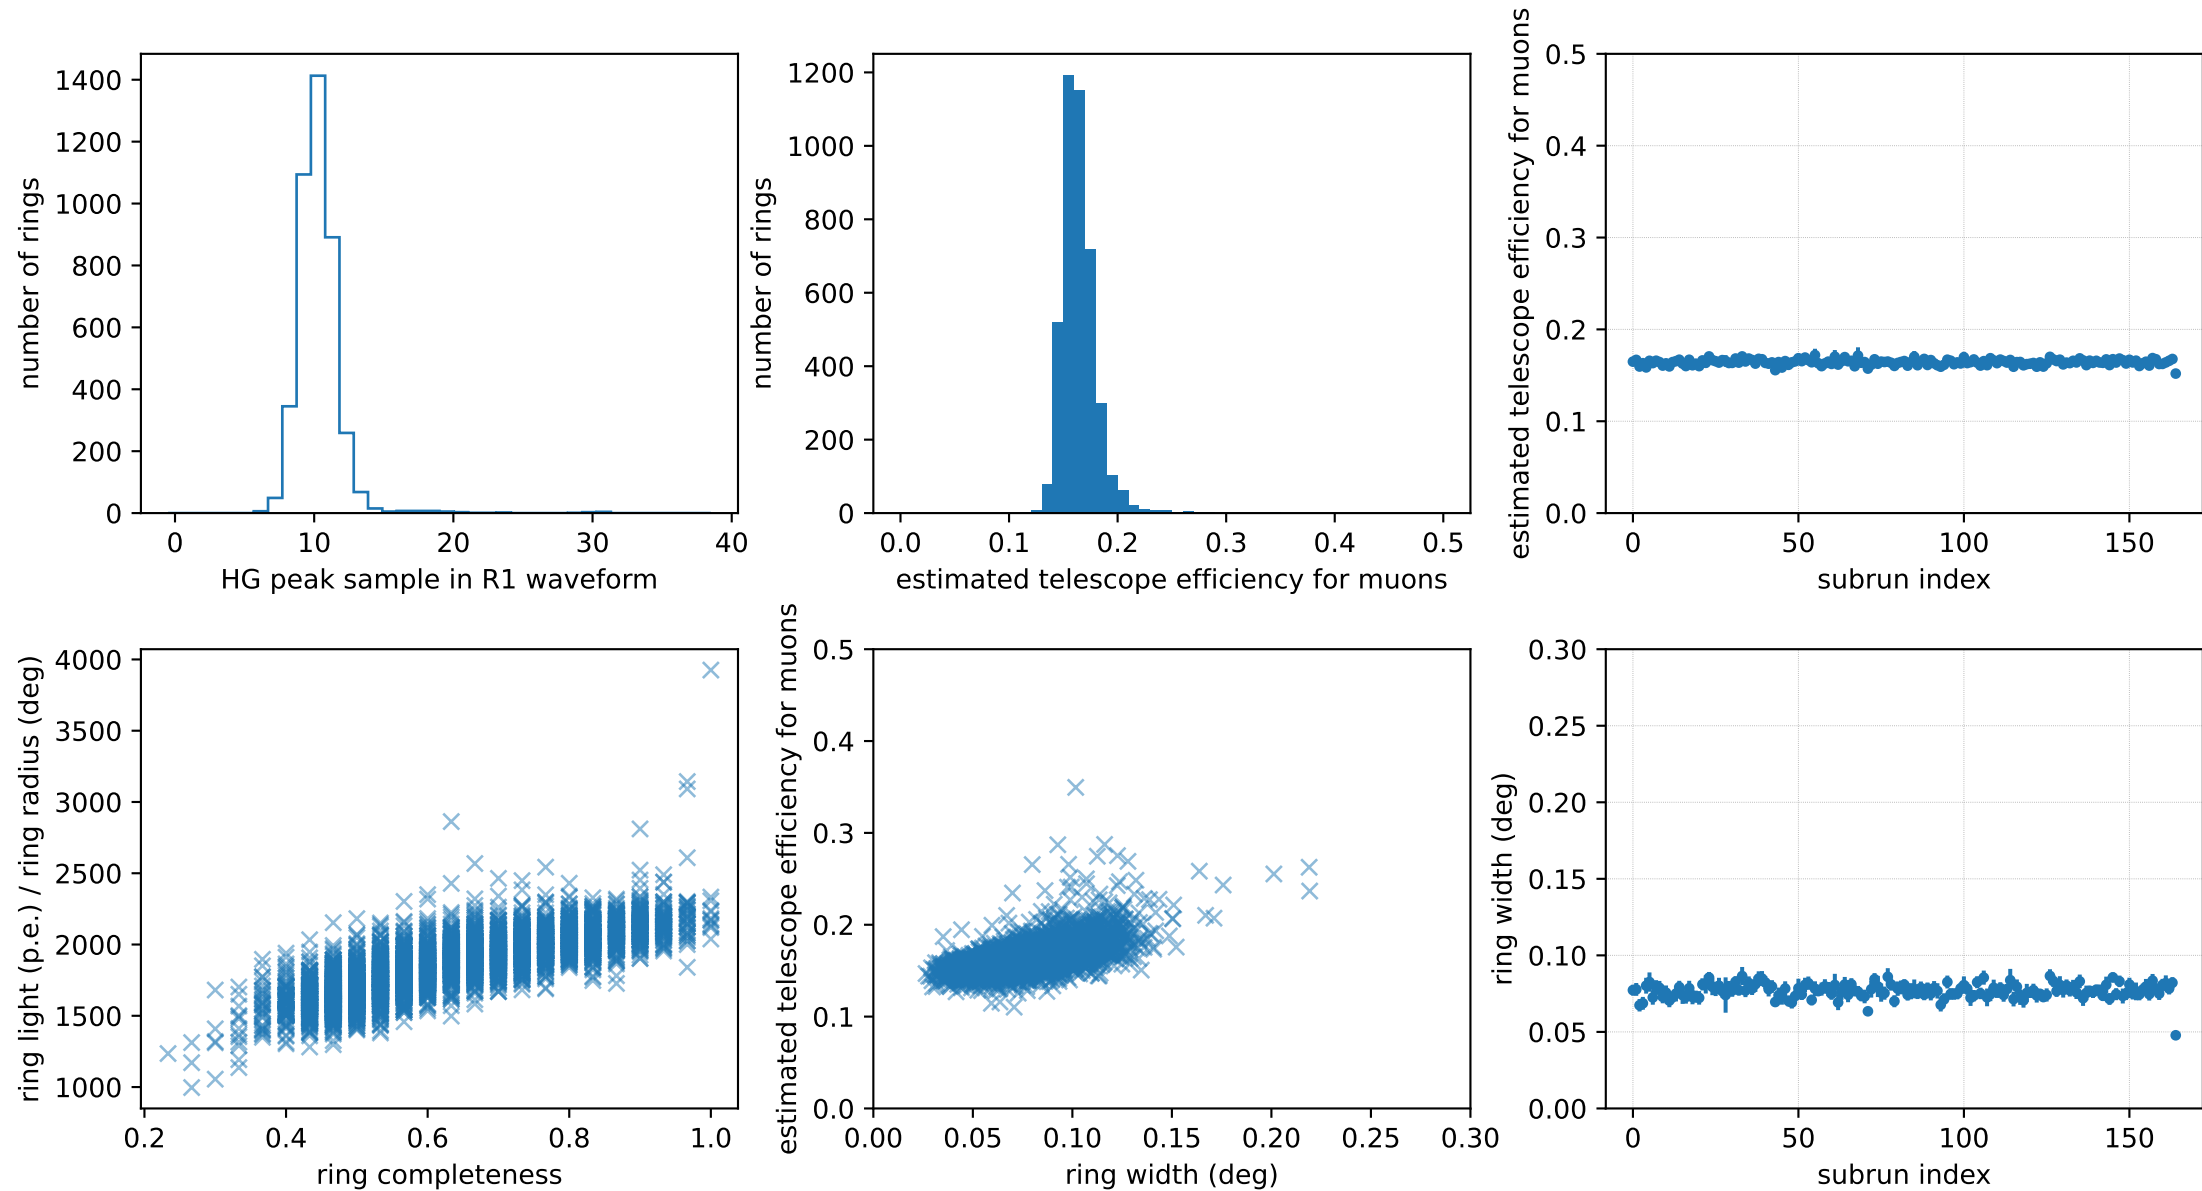 number of rings
1400
1200
1000
800
600
400
200
0
0 10 20 30 40
HG peak sample in R1 waveform
number of rings
1200
1000
800
600
400
200
0
0.0 0.1 0.2 0.3 0.4 0.5
estimated telescope efficiency for muons
estimated telescope efficiency for muons
0.5
0.4
0.3
0.2
0.1
0.0
0 50 100 150
subrun index
ring light (p.e.) / ring radius (deg)
4000
3500
3000
2500
2000
1500
1000
0.2 0.4 0.6 0.8 1.0
ring completeness
estimated telescope efficiency for muons
0.5
0.4
0.3
0.2
0.1
0.0
0.00 0.05 0.10 0.15 0.20 0.25 0.30
ring width (deg)
ring width (deg)
0.30
0.25
0.20
0.15
0.10
0.05
0.00
0 50 100 150
subrun index